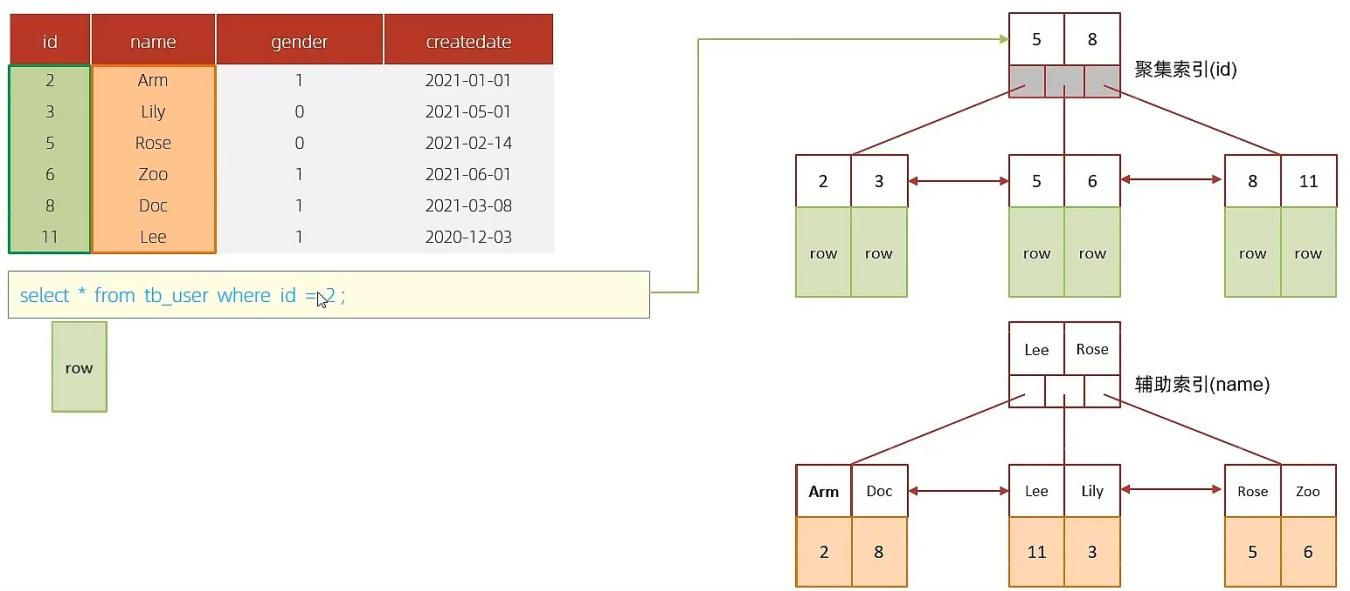 id name gender createdate
2 Arm 1 2021-01-01
3 Lily 0 2021-05-01
5 Rose 0 2021-02-14
6 Zoo 1 2021-06-01
8 Doc 1 2021-03-08
11 Lee 1 2020-12-03
select * from tb_user where id = 2 ;
row
5 8
聚集索引(id)
2 3 5 6 8 11
row row row row row row
Lee Rose
辅助索引(name)
Arm Doc Lee Lily Rose Zoo
2 8 11 3 5 6